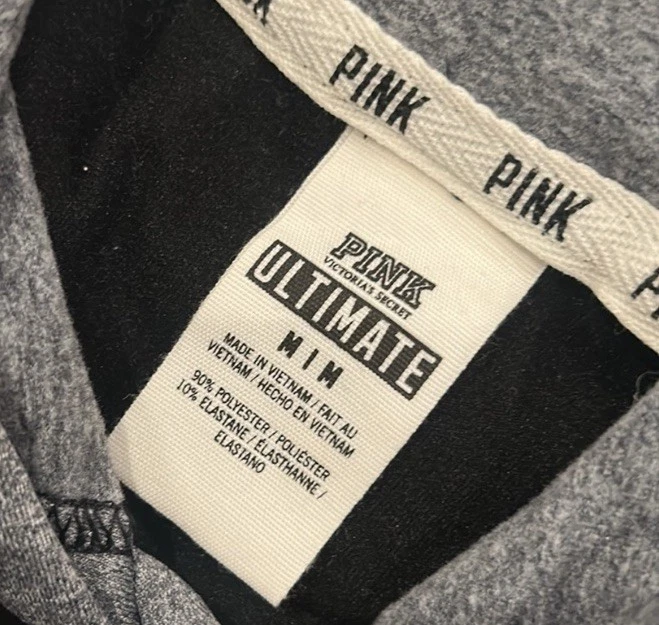 PINK
PINK
PINK
VICTORIA'S SECRET
ULTIMATE
M | M
MADE IN VIETNAM / FAIT AU
VIETNAM / HECHO EN VIETNAM
90% POLYESTER / POLIÉSTER
10% ELASTANE / ÉLASTHANNE /
ELASTANO